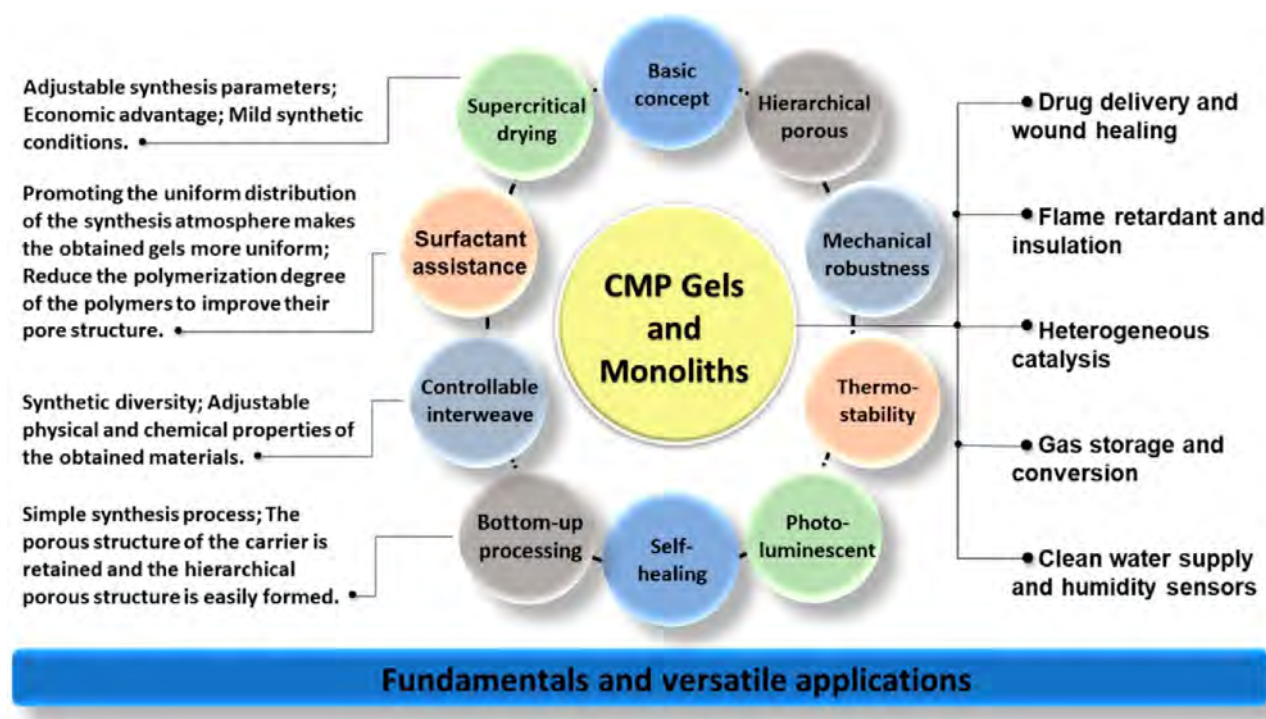 Adjustable synthesis parameters;
Economic advantage; Mild synthetic
conditions.
Promoting the uniform distribution
of the synthesis atmosphere makes
the obtained gels more uniform;
Reduce the polymerization degree
of the polymers to improve their
pore structure.
Synthetic diversity; Adjustable
physical and chemical properties of
the obtained materials.
Simple synthesis process; The
porous structure of the carrier is
retained and the hierarchical
porous structure is easily formed.
Basic
concept
Hierarchical
porous
Mechanical
robustness
Thermo-
stability
Photo-
luminescent
Self-
healing
Bottom-up
processing
Controllable
interweave
Surfactant
assistance
Supercritical
drying
CMP Gels
and
Monoliths
Drug delivery and
wound healing
Flame retardant and
insulation
Heterogeneous
catalysis
Gas storage and
conversion
Clean water supply
and humidity sensors
Fundamentals and versatile applications